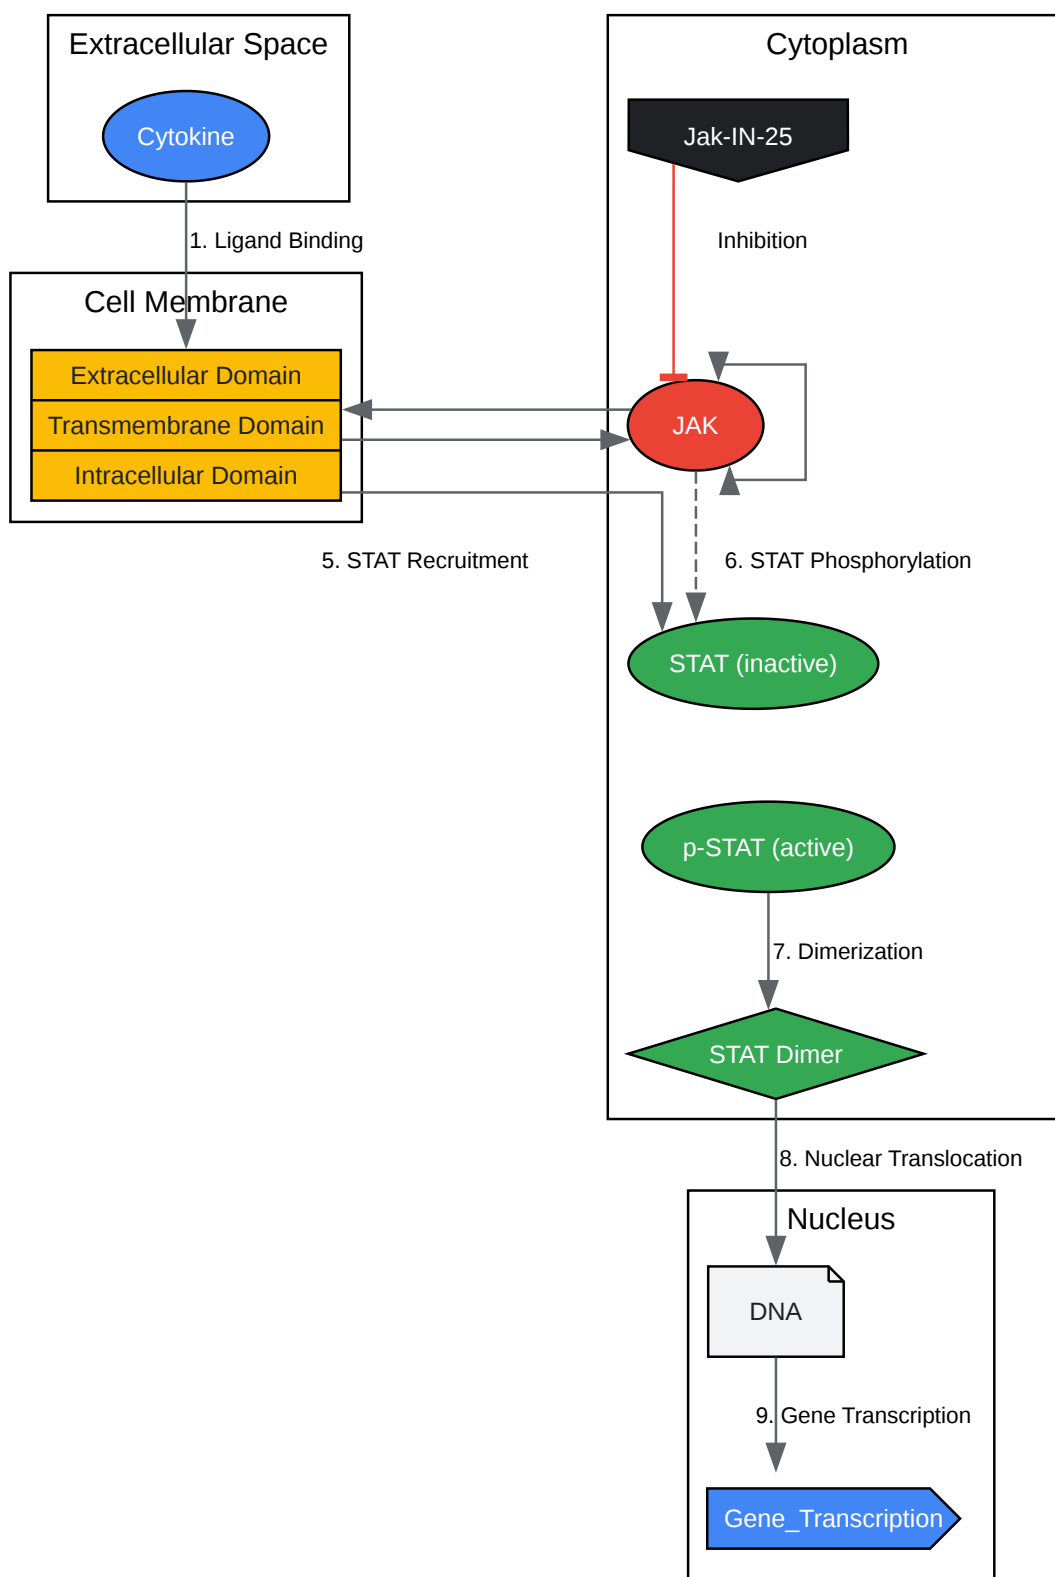 Extracellular Space
Cytoplasm
Cytokine
Jak-IN-25
1. Ligand Binding
Inhibition
Cell Membrane
Extracellular Domain
Transmembrane Domain
Intracellular Domain
JAK
5. STAT Recruitment
6. STAT Phosphorylation
STAT (inactive)
p-STAT (active)
7. Dimerization
STAT Dimer
8. Nuclear Translocation
Nucleus
DNA
9. Gene Transcription
Gene_Transcription